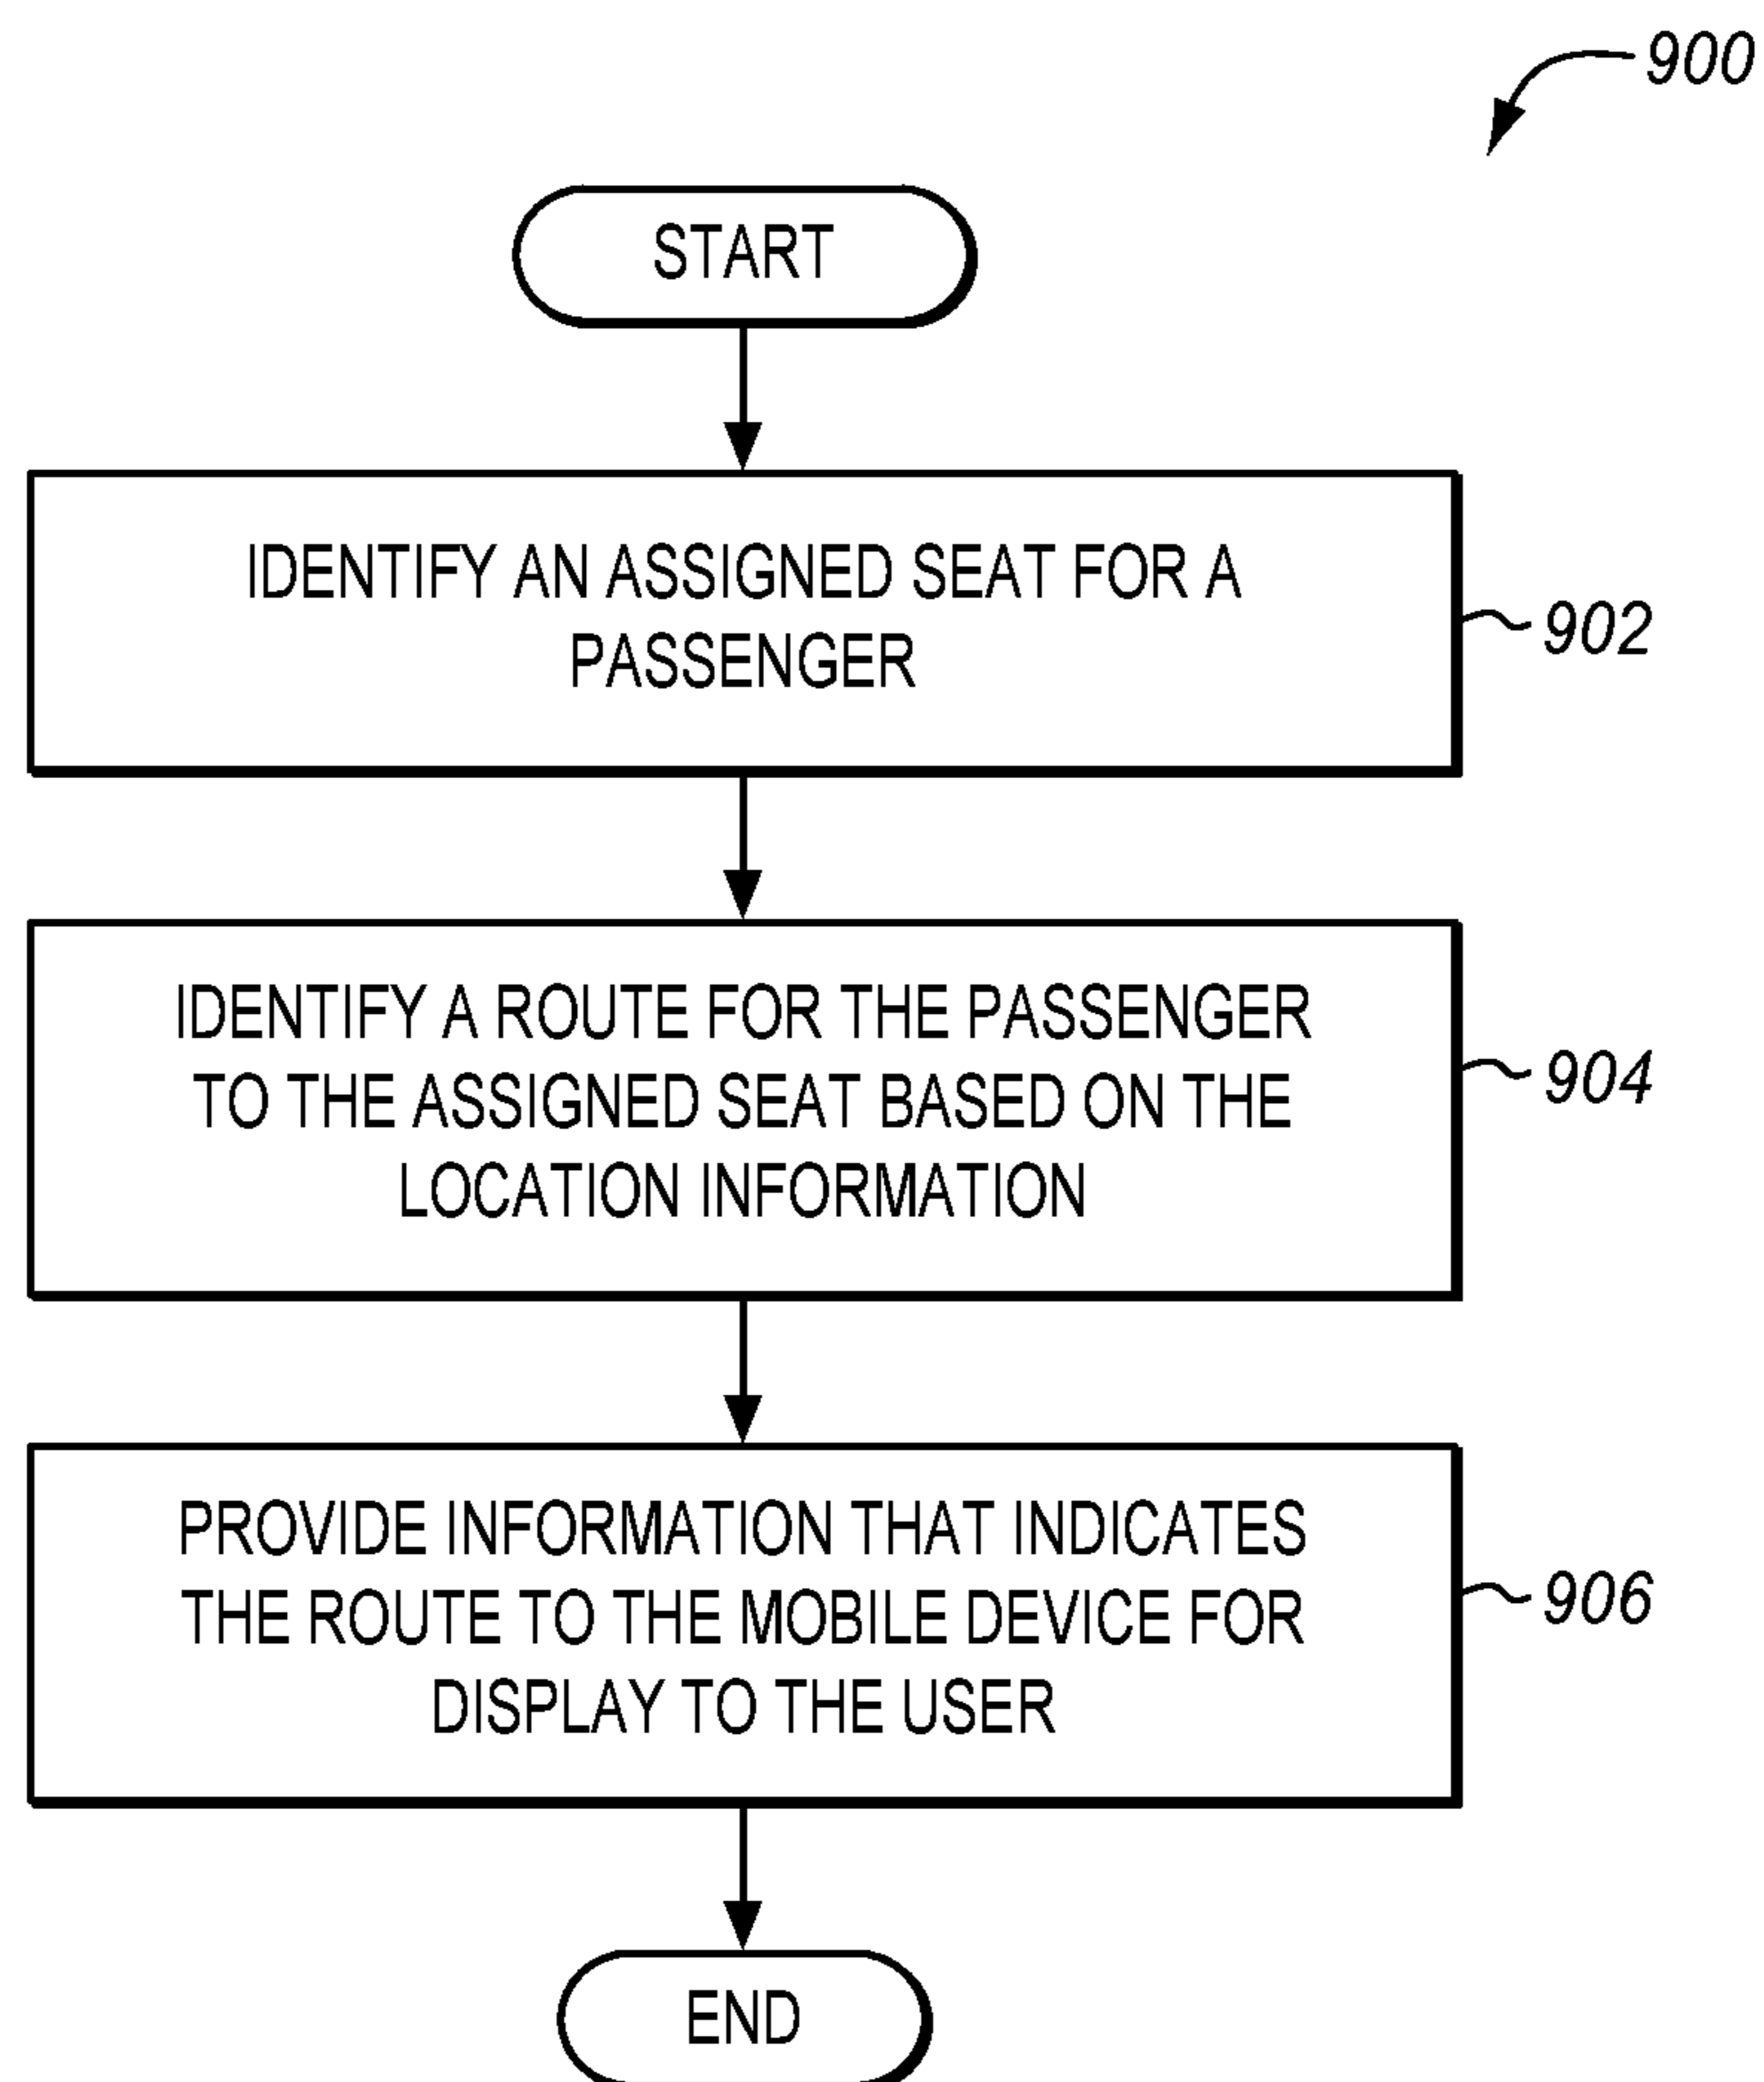 900
START
IDENTIFY AN ASSIGNED SEAT FOR A
PASSENGER
902
IDENTIFY A ROUTE FOR THE PASSENGER
TO THE ASSIGNED SEAT BASED ON THE
LOCATION INFORMATION
904
PROVIDE INFORMATION THAT INDICATES
THE ROUTE TO THE MOBILE DEVICE FOR
DISPLAY TO THE USER
906
END